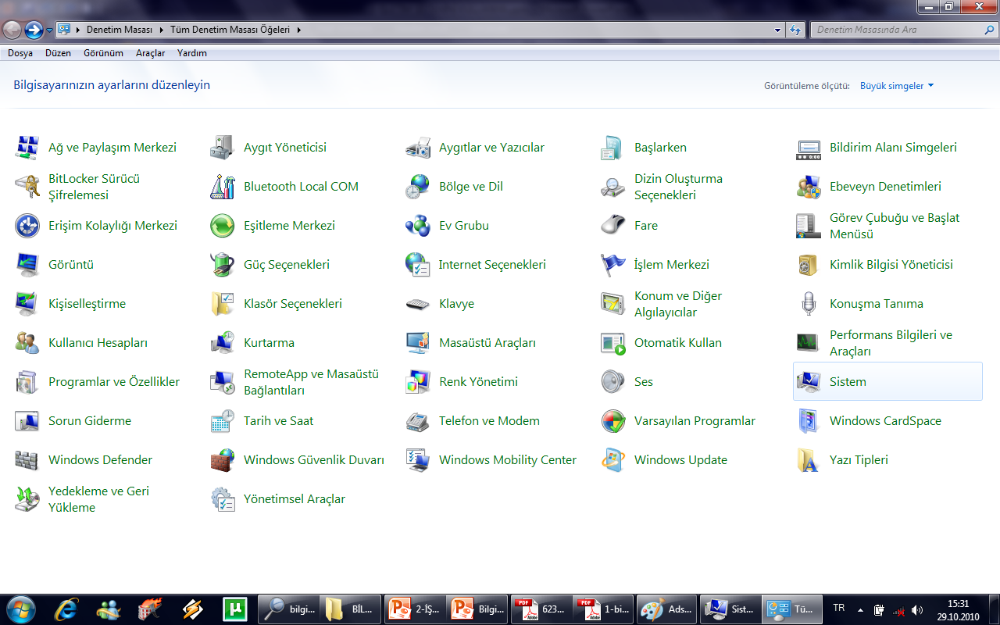 Denetim Masası
Tüm Denetim Masası Öğeleri
Denetim Masasında Ara
Dosya Düzen Görünüm Araçlar Yardım
Bilgisayarınızın ayarlarını düzenleyin
Görüntüleme ölçütü: Büyük simgeler
Ağ ve Paylaşım Merkezi
Aygıt Yöneticisi
Aygıtlar ve Yazıcılar
Başlarken
Bildirim Alanı Simgeleri
BitLocker Sürücü
Şifrelemesi
Bluetooth Local COM
Bölge ve Dil
Dizin Oluşturma
Seçenekleri
Ebeveyn Denetimleri
Erişim Kolaylığı Merkezi
Eşitleme Merkezi
Ev Grubu
Fare
Görev Çubuğu ve Başlat
Menüsü
Görüntü
Güç Seçenekleri
Internet Seçenekleri
İşlem Merkezi
Kimlik Bilgisi Yöneticisi
Kişiselleştirme
Klasör Seçenekleri
Klavye
Konum ve Diğer
Algılayıcılar
Konuşma Tanıma
Kullanıcı Hesapları
Kurtarma
Masaüstü Araçları
Otomatik Kullan
Performans Bilgileri ve
Araçları
Programlar ve Özellikler
RemoteApp ve Masaüstü
Bağlantıları
Renk Yönetimi
Ses
Sistem
Sorun Giderme
Tarih ve Saat
Telefon ve Modem
Varsayılan Programlar
Windows CardSpace
Windows Defender
Windows Güvenlik Duvarı
Windows Mobility Center
Windows Update
Yazı Tipleri
Yedekleme ve Geri
Yükleme
Yönetimsel Araçlar
bilgi...
BİL...
2-İŞ...
Bilgi...
623...
1-bi...
Ads...
Sist...
Tü...
TR
15:31
29.10.2010